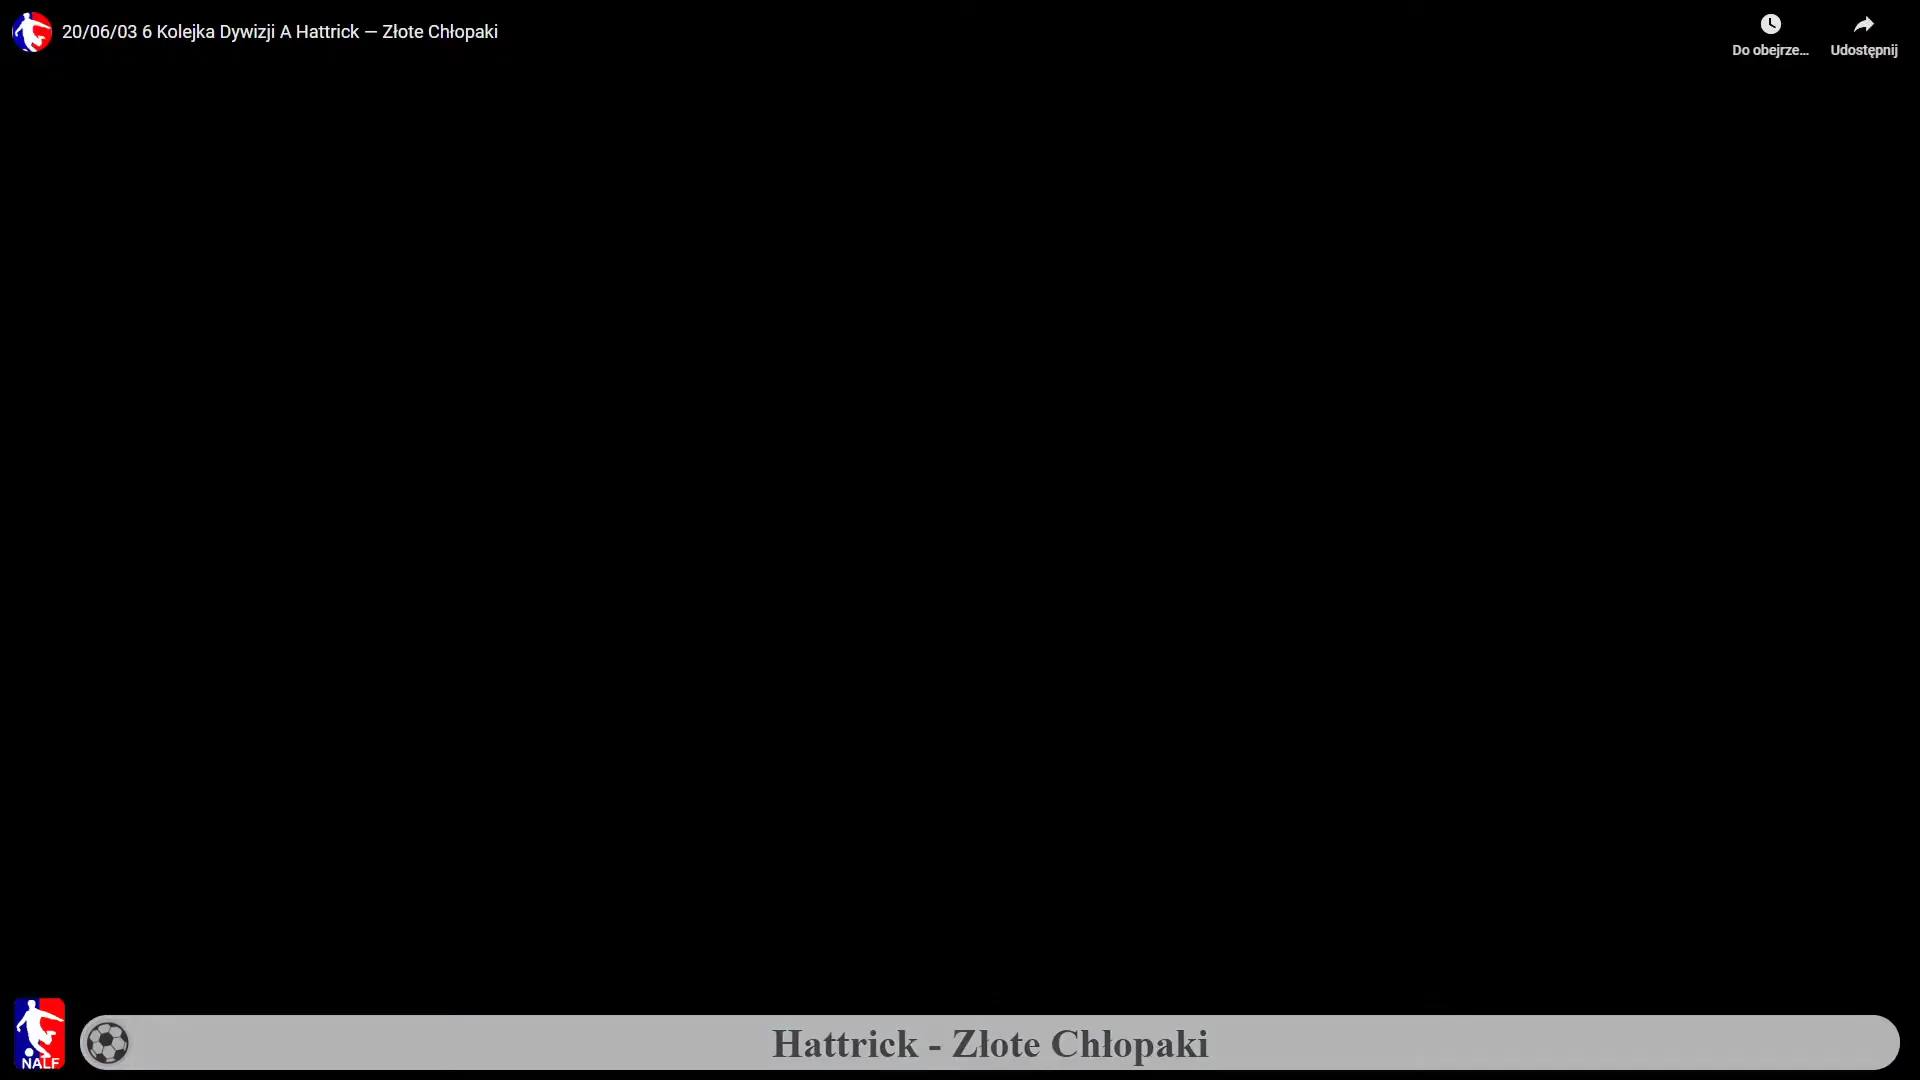 20/06/03 6 Kolejka Dywizji A Hattrick — Złote Chłopaki
Do obejrze...
Udostępnij
NALF
Hattrick - Złote Chłopaki